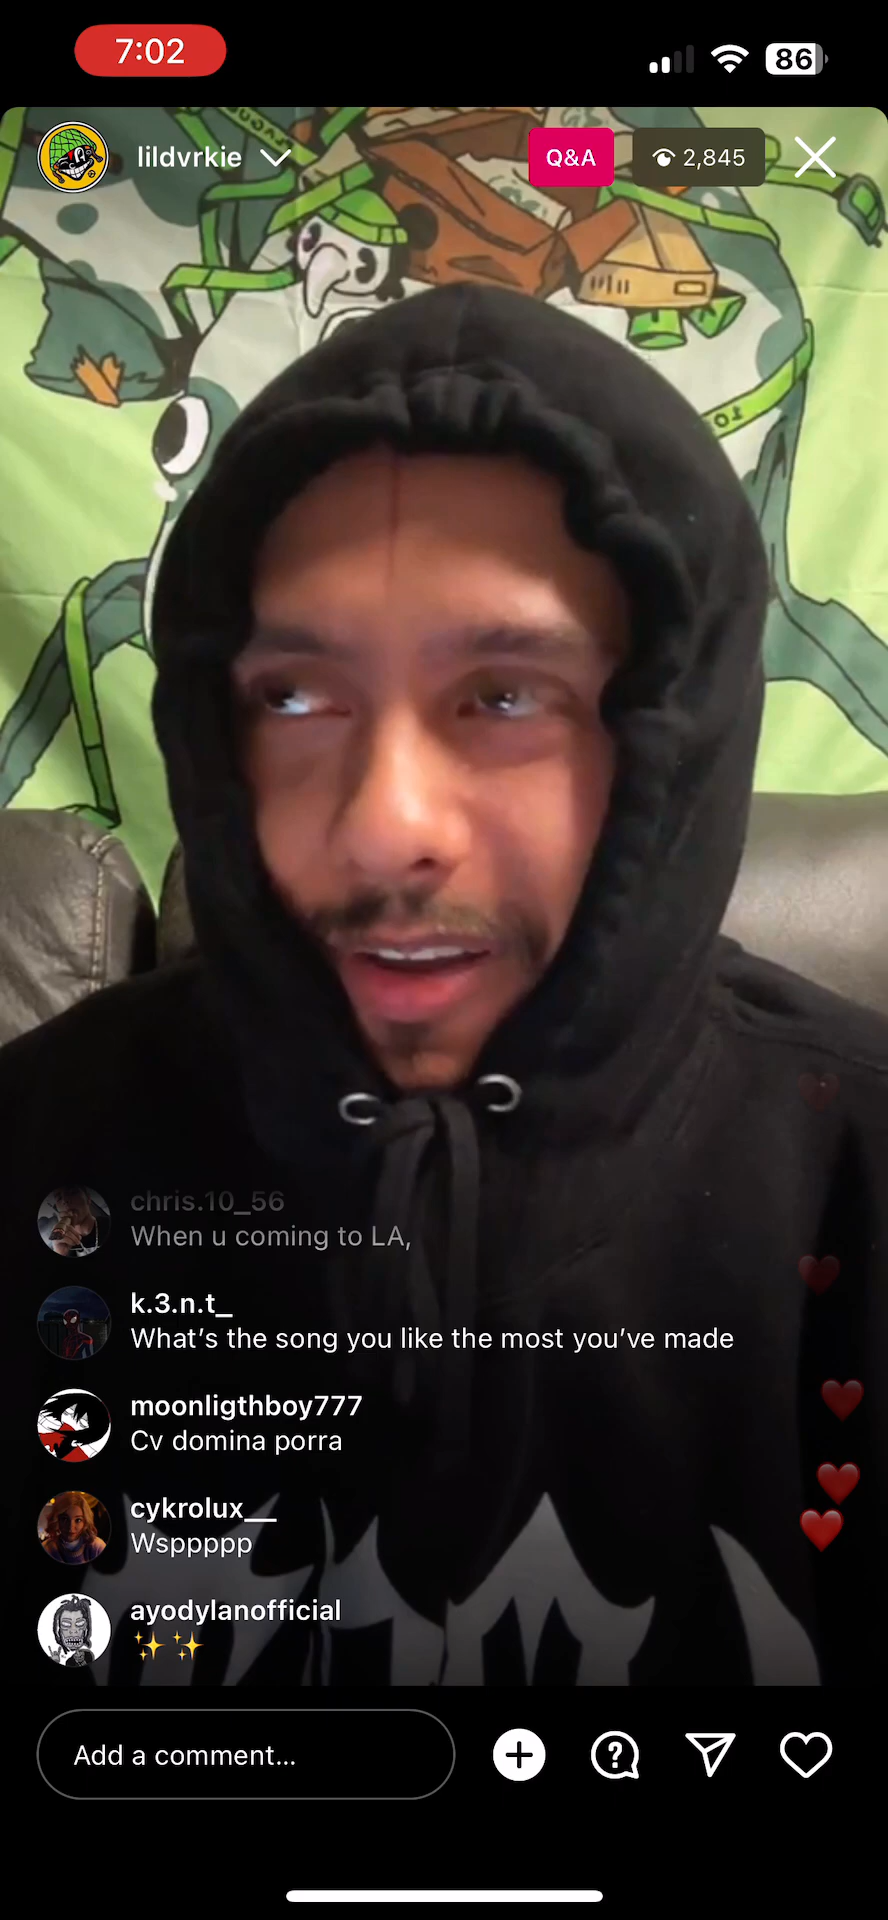 7:02
86
lildvrkie
Q&A
2,845
10
chris.10_56
When u coming to LA,
k.3.n.t_
What's the song you like the most you've made
moonligthboy777
Cv domina porra
cykrolux__
Wsppppp
ayodylanofficial
✨ ✨
Add a comment...